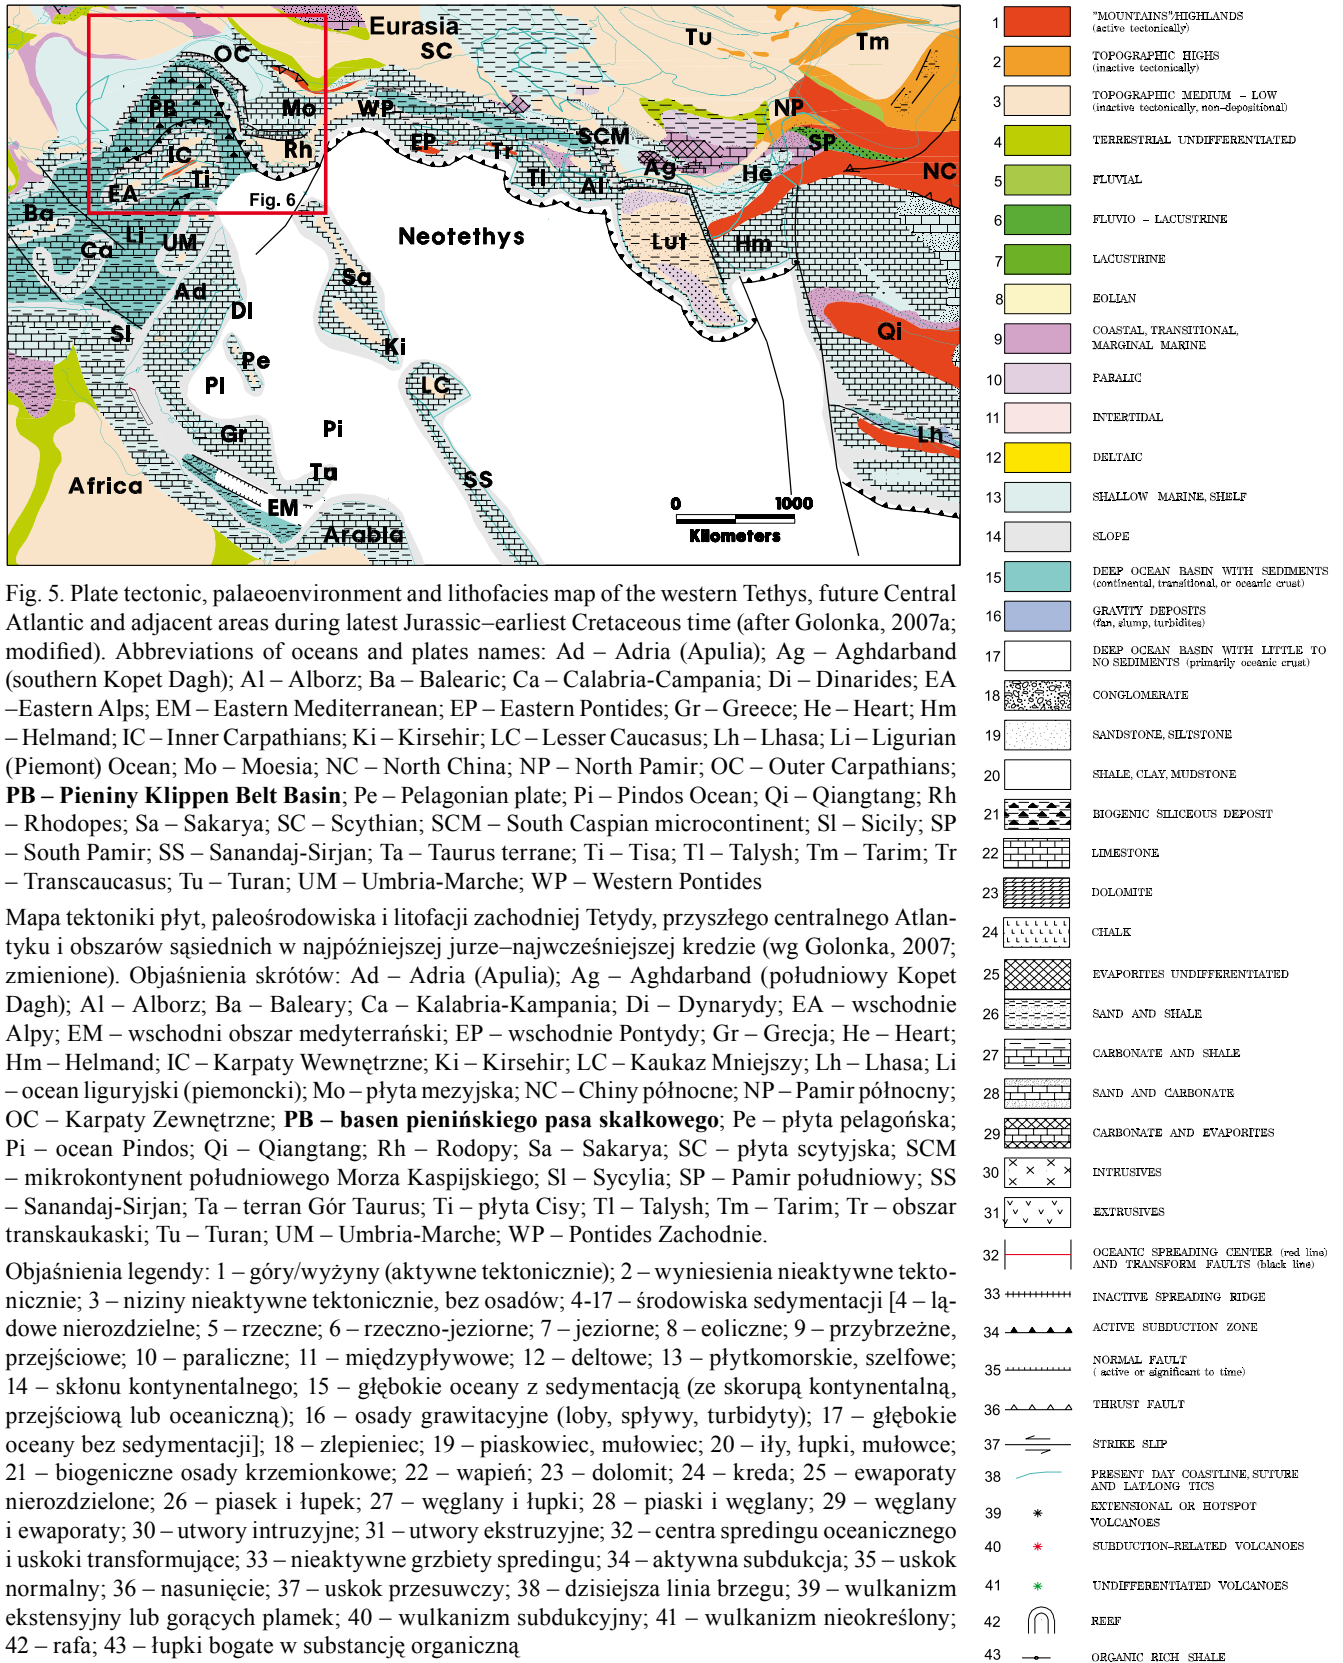 Eurasia
SC
Tu
Tm
OC
PB
Mo
WP
NP
SCM
SP
EP
Tr
Rh
IC
Ti
Tl
Al
Ag
He
NC
EA
Fig. 6
Ba
Li
UM
Ca
Neotethys
Lut
Hm
Sa
Ad
Di
Sl
Ki
Qi
Pe
Pl
LC
Gr
Pi
Lh
Ta
SS
Africa
EM
Arabia
0 1000
Kilometers
Fig. 5. Plate tectonic, palaeoenvironment and lithofacies map of the western Tethys, future Central
Atlantic and adjacent areas during latest Jurassic–earliest Cretaceous time (after Golonka, 2007a;
modified). Abbreviations of oceans and plates names: Ad – Adria (Apulia); Ag – Aghdarband
(southern Kopet Dagh); Al – Alborz; Ba – Balearic; Ca – Calabria-Campania; Di – Dinarides; EA
–Eastern Alps; EM – Eastern Mediterranean; EP – Eastern Pontides; Gr – Greece; He – Heart; Hm
– Helmand; IC – Inner Carpathians; Ki – Kirsehir; LC – Lesser Caucasus; Lh – Lhasa; Li – Ligurian
(Piemont) Ocean; Mo – Moesia; NC – North China; NP – North Pamir; OC – Outer Carpathians;
PB – Pieniny Klippen Belt Basin; Pe – Pelagonian plate; Pi – Pindos Ocean; Qi – Qiangtang; Rh
– Rhodopes; Sa – Sakarya; SC – Scythian; SCM – South Caspian microcontinent; Sl – Sicily; SP
– South Pamir; SS – Sanandaj-Sirjan; Ta – Taurus terrane; Ti – Tisa; Tl – Talysh; Tm – Tarim; Tr
– Transcaucasus; Tu – Turan; UM – Umbria-Marche; WP – Western Pontides
Mapa tektoniki płyt, paleośrodowiska i litofacji zachodniej Tetydy, przyszłego centralnego Atlan-
tyku i obszarów sąsiednich w najpóźniejszej jurze–najwcześniejszej kredzie (wg Golonka, 2007;
zmienione). Objaśnienia skrótów: Ad – Adria (Apulia); Ag – Aghdarband (południowy Kopet
Dagh); Al – Alborz; Ba – Baleary; Ca – Kalabria-Kampania; Di – Dynarydy; EA – wschodnie
Alpy; EM – wschodni obszar medyterrański; EP – wschodnie Pontydy; Gr – Grecja; He – Heart;
Hm – Helmand; IC – Karpaty Wewnętrzne; Ki – Kirsehir; LC – Kaukaz Mniejszy; Lh – Lhasa; Li
– ocean liguryjski (piemoncki); Mo – płyta mezyjska; NC – Chiny północne; NP – Pamir północny;
OC – Karpaty Zewnętrzne; PB – basen pienińskiego pasa skałkowego; Pe – płyta pelagońska;
Pi – ocean Pindos; Qi – Qiangtang; Rh – Rodopy; Sa – Sakarya; SC – płyta scytyjska; SCM
– mikrokontynent południowego Morza Kaspijskiego; Sl – Sycylia; SP – Pamir południowy; SS
– Sanandaj-Sirjan; Ta – terran Gór Taurus; Ti – płyta Cisy; Tl – Talysh; Tm – Tarim; Tr – obszar
transkaukaski; Tu – Turan; UM – Umbria-Marche; WP – Pontides Zachodnie.
Objaśnienia legendy: 1 – góry/wyżyny (aktywne tektonicznie); 2 – wyniesienia nieaktywne tekto-
nicznie; 3 – niziny nieaktywne tektonicznie, bez osadów; 4-17 – środowiska sedymentacji [4 – lą-
dowe nierozdzielne; 5 – rzeczne; 6 – rzeczno-jeziorne; 7 – jeziorne; 8 – eoliczne; 9 – przybrzeżne,
przejściowe; 10 – paraliczne; 11 – międzypływowe; 12 – deltowe; 13 – płytkomorskie, szelfowe;
14 – skłonu kontynentalnego; 15 – głębokie oceany z sedymentacją (ze skorupą kontynentalną,
przejściową lub oceaniczną); 16 – osady grawitacyjne (loby, spływy, turbidyty); 17 – głębokie
oceany bez sedymentacji]; 18 – zlepieniec; 19 – piaskowiec, mułowiec; 20 – iły, łupki, mułowce;
21 – biogeniczne osady krzemionkowe; 22 – wapień; 23 – dolomit; 24 – kreda; 25 – ewaporaty
nierozdzielone; 26 – piasek i łupek; 27 – węglany i łupki; 28 – piaski i węglany; 29 – węglany
i ewaporaty; 30 – utwory intruzyjne; 31 – utwory ekstruzyjne; 32 – centra spredingu oceanicznego
i uskoki transformujące; 33 – nieaktywne grzbiety spredingu; 34 – aktywna subdukcja; 35 – uskok
normalny; 36 – nasunięcie; 37 – uskok przesuwczy; 38 – dzisiejsza linia brzegu; 39 – wulkanizm
ekstensyjny lub gorących plamek; 40 – wulkanizm subdukcyjny; 41 – wulkanizm nieokreślony;
42 – rafa; 43 – łupki bogate w substancję organiczną
1 "MOUNTAINS"/HIGHLANDS
(active tectonically)
2 TOPOGRAPHIC HIGHS
(inactive tectonically)
3 TOPOGRAPHIC MEDIUM – LOW
(inactive tectonically, non-depositional)
4 TERRESTRIAL UNDIFFERENTIATED
5 FLUVIAL
6 FLUVIO – LACUSTRINE
7 LACUSTRINE
8 EOLIAN
9 COASTAL, TRANSITIONAL,
MARGINAL MARINE
10 PARALIC
11 INTERTIDAL
12 DELTAIC
13 SHALLOW MARINE, SHELF
14 SLOPE
15 DEEP OCEAN BASIN WITH SEDIMENTS
(continental, transitional, or oceanic crust)
16 GRAVITY DEPOSITS
(fan, slump, turbidites)
17 DEEP OCEAN BASIN WITH LITTLE TO
NO SEDIMENTS (primarily oceanic crust)
18 CONGLOMERATE
19 SANDSTONE, SILTSTONE
20 SHALE, CLAY, MUDSTONE
21 BIOGENIC SILICEOUS DEPOSIT
22 LIMESTONE
23 DOLOMITE
24 CHALK
25 EVAPORITES UNDIFFERENTIATED
26 SAND AND SHALE
27 CARBONATE AND SHALE
28 SAND AND CARBONATE
29 CARBONATE AND EVAPORITES
30 INTRUSIVES
31 EXTRUSIVES
32 OCEANIC SPREADING CENTER (red line)
AND TRANSFORM FAULTS (black line)
33 INACTIVE SPREADING RIDGE
34 ACTIVE SUBDUCTION ZONE
35 NORMAL FAULT
( active or significant to time)
36 THRUST FAULT
37 STRIKE SLIP
38 PRESENT DAY COASTLINE, SUTURE
AND LAT/LONG TICS
39 EXTENSIONAL OR HOTSPOT
VOLCANOES
40 SUBDUCTION–RELATED VOLCANOES
41 UNDIFFERENTIATED VOLCANOES
42 REEF
43 ORGANIC RICH SHALE